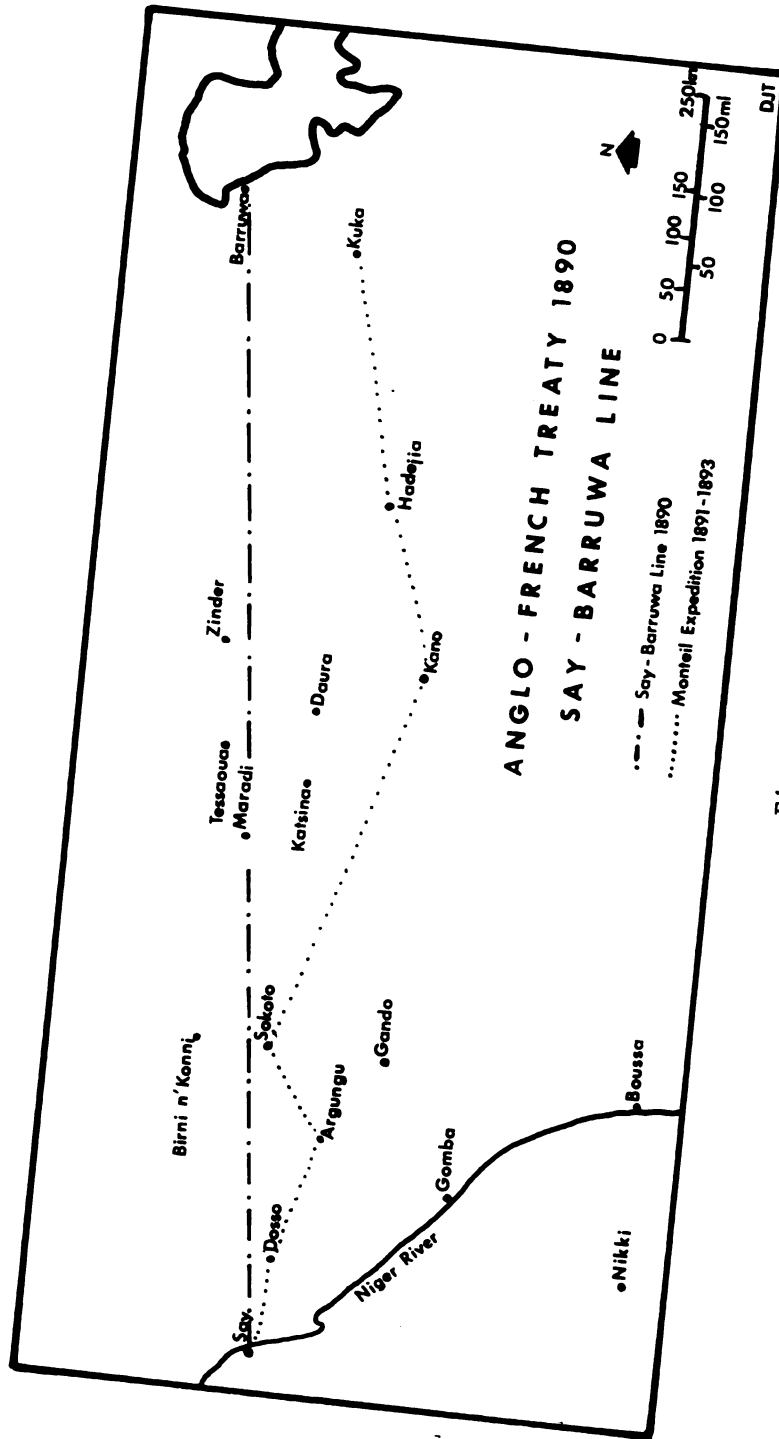 Barruwa
Kuka
Hadejia
Zinder
Kano
Daura
Tessaoua
Maradi
Katsina
Birni n'Konni
Sokoto
Gando
Argungu
Dosso
Say
Gomba
Boussa
Niger River
Nikki
ANGLO-FRENCH TREATY 1890
SAY-BARRUWA LINE
Say-Barruwa Line 1890
Monteil Expedition 1891-1893
N
0 50 100 150 250km
50 100 150ml
DJT